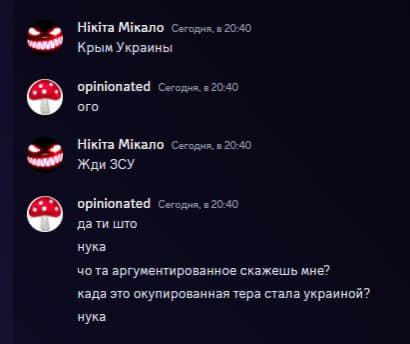 Нікіта Мікало Сегодня, в 20:40
Крым Украины
opinionated Сегодня, в 20:40
ого
Нікіта Мікало Сегодня, в 20:40
Жди ЗСУ
opinionated Сегодня, в 20:40
да ти што
нука
чо та аргументированное скажешь мне?
када это окупированная тера стала украиной?
нука